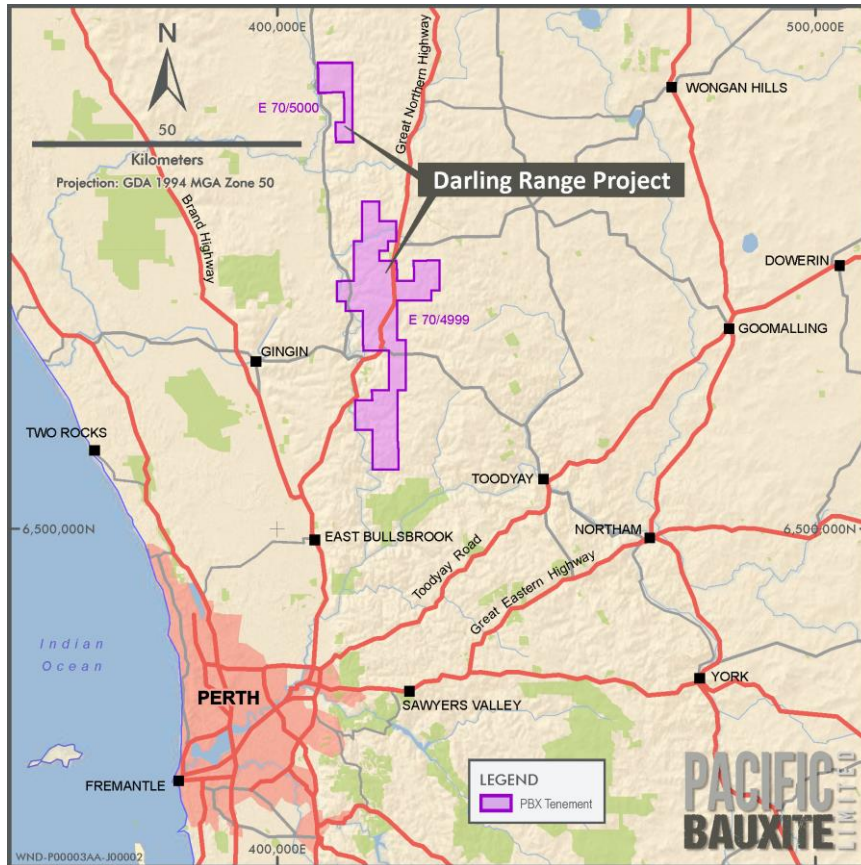 400,000E
500,000E
N
50
Kilometers
Projection: GDA 1994 MGA Zone 50
E 70/5000
Great Northern Highway
WONGAN HILLS
Darling Range Project
Brand Highway
DOWERIN
E 70/4999
GOOMALLING
GINGIN
TWO ROCKS
TOODYAY
6,500,000N
EAST BULLSBROOK
NORTHAM
6,500,000N
Toodyay Road
Great Eastern Highway
Indian
Ocean
PERTH
SAWYERS VALLEY
YORK
FREMANTLE
LEGEND
PBX Tenement
PACIFIC
BAUXITE
LIMITED
WND-P00003AA-J00002
400,000E